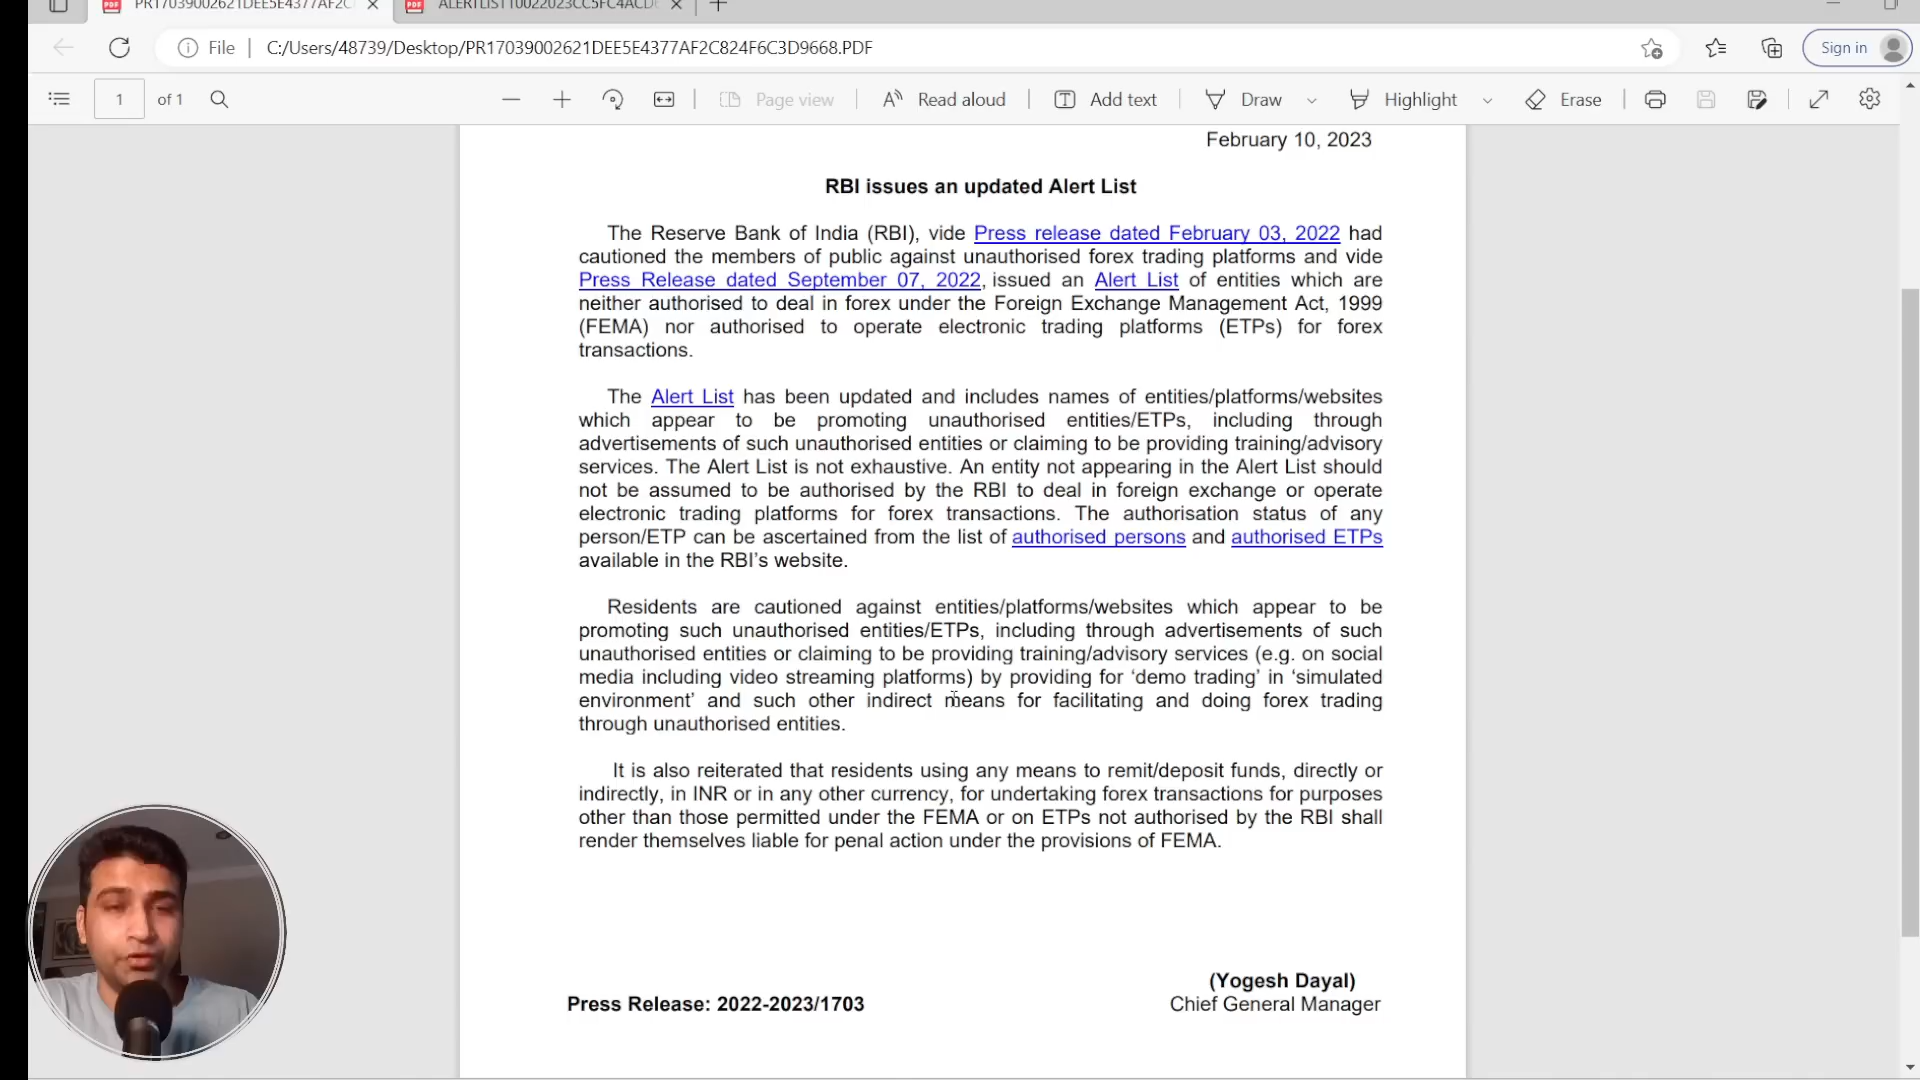 PR17039002621DEE5E4377AF2C
File
C:/Users/48739/Desktop/PR17039002621DEE5E4377AF2C824F6C3D9668.PDF
Sign in
1 of 1
Page view
Read aloud
Add text
Draw
Highlight
Erase
February 10, 2023
RBI issues an updated Alert List
The Reserve Bank of India (RBI), vide Press release dated February 03, 2022 had
cautioned the members of public against unauthorised forex trading platforms and vide
Press Release dated September 07, 2022, issued an Alert List of entities which are
neither authorised to deal in forex under the Foreign Exchange Management Act, 1999
(FEMA) nor authorised to operate electronic trading platforms (ETPs) for forex
transactions.
The Alert List has been updated and includes names of entities/platforms/websites
which appear to be promoting unauthorised entities/ETPs, including through
advertisements of such unauthorised entities or claiming to be providing training/advisory
services. The Alert List is not exhaustive. An entity not appearing in the Alert List should
not be assumed to be authorised by the RBI to deal in foreign exchange or operate
electronic trading platforms for forex transactions. The authorisation status of any
person/ETP can be ascertained from the list of authorised persons and authorised ETPs
available in the RBI’s website.
Residents are cautioned against entities/platforms/websites which appear to be
promoting such unauthorised entities/ETPs, including through advertisements of such
unauthorised entities or claiming to be providing training/advisory services (e.g. on social
media including video streaming platforms) by providing for ‘demo trading’ in ‘simulated
environment’ and such other indirect means for facilitating and doing forex trading
through unauthorised entities.
It is also reiterated that residents using any means to remit/deposit funds, directly or
indirectly, in INR or in any other currency, for undertaking forex transactions for purposes
other than those permitted under the FEMA or on ETPs not authorised by the RBI shall
render themselves liable for penal action under the provisions of FEMA.
(Yogesh Dayal)
Press Release: 2022-2023/1703
Chief General Manager